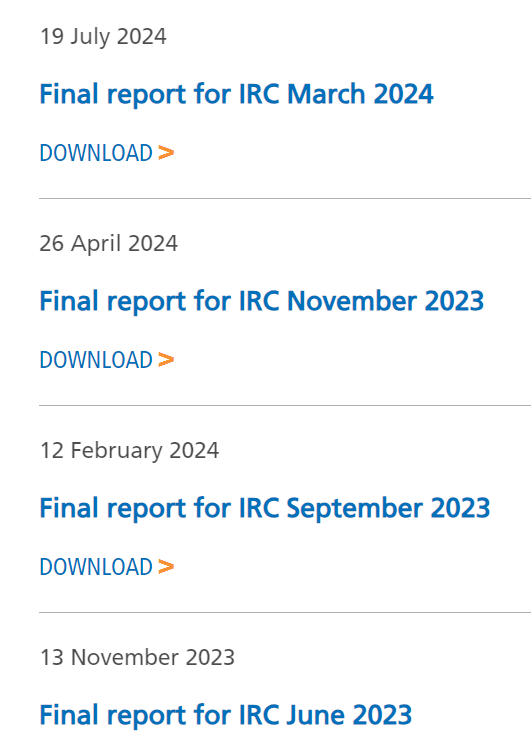 19 July 2024
Final report for IRC March 2024
DOWNLOAD >
26 April 2024
Final report for IRC November 2023
DOWNLOAD >
12 February 2024
Final report for IRC September 2023
DOWNLOAD >
13 November 2023
Final report for IRC June 2023